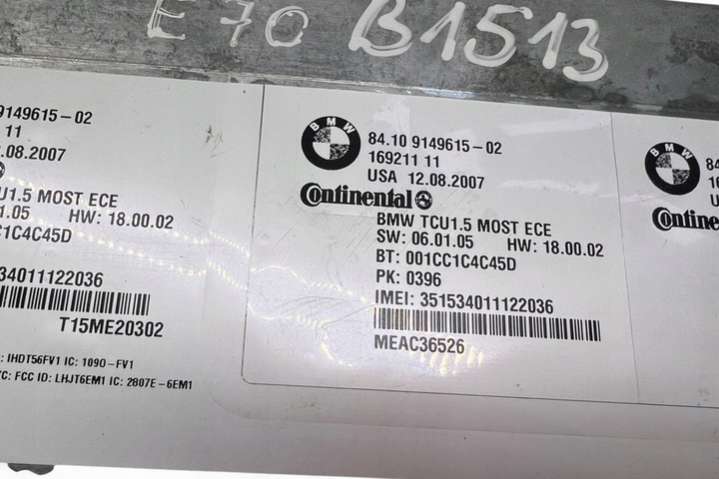 E 70 B1513
9149615-02
11
.08.2007
CU1.5 MOST ECE
.05 HW: 18.00.02
C1C4C45D
34011122036
T15ME20302
: IHDT56FV1 IC: 1090-FV1
C: FCC ID: LHJT6EM1 IC: 2807E-6EM1
BMW
84.10 9149615-02
169211 11
USA 12.08.2007
Continental
BMW TCU1.5 MOST ECE
SW: 06.01.05 HW: 18.00.02
BT: 001CC1C4C45D
PK: 0396
IMEI: 351534011122036
MEAC36526
BMW
84
16
US
Contine